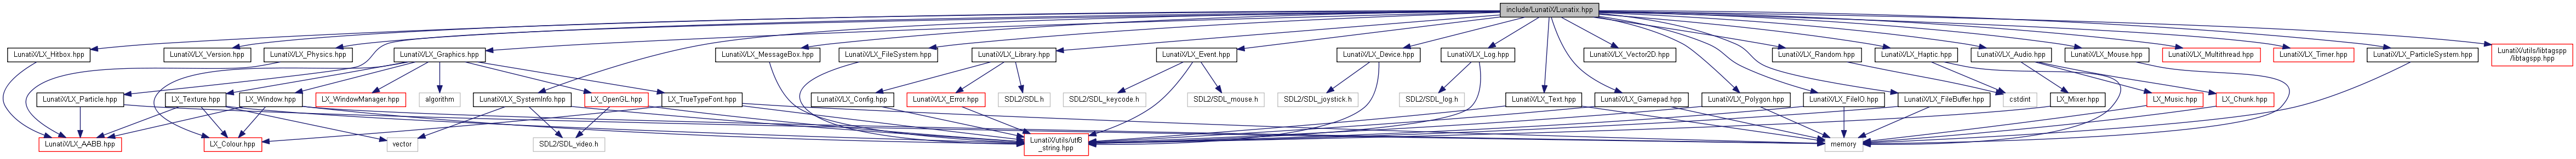 include/LunatiX/Lunatix.hpp
LunatiX/LX_Hitbox.hpp
LunatiX/LX_Version.hpp
LunatiX/LX_Physics.hpp
LunatiX/LX_Graphics.hpp
LunatiX/LX_MessageBox.hpp
LunatiX/LX_FileSystem.hpp
LunatiX/LX_Library.hpp
LunatiX/LX_Event.hpp
LunatiX/LX_Device.hpp
LunatiX/LX_Log.hpp
LunatiX/LX_Vector2D.hpp
LunatiX/LX_Random.hpp
LunatiX/LX_Haptic.hpp
LunatiX/LX_Audio.hpp
LunatiX/LX_Mouse.hpp
LunatiX/LX_Multithread.hpp
LunatiX/LX_Timer.hpp
LunatiX/LX_ParticleSystem.hpp
LunatiX/utils/libtagspp
/libtagspp.hpp
LunatiX/LX_Particle.hpp
LX_Texture.hpp
LX_Window.hpp
LX_WindowManager.hpp
algorithm
LunatiX/LX_SystemInfo.hpp
LX_OpenGL.hpp
LX_TrueTypeFont.hpp
LunatiX/LX_Config.hpp
LunatiX/LX_Error.hpp
SDL2/SDL.h
SDL2/SDL_keycode.h
SDL2/SDL_mouse.h
SDL2/SDL_joystick.h
SDL2/SDL_log.h
LunatiX/LX_Text.hpp
LunatiX/LX_Gamepad.hpp
LunatiX/LX_Polygon.hpp
LunatiX/LX_FileIO.hpp
LunatiX/LX_FileBuffer.hpp
cstdint
LX_Mixer.hpp
LX_Music.hpp
LX_Chunk.hpp
LunatiX/LX_AABB.hpp
LX_Colour.hpp
vector
SDL2/SDL_video.h
LunatiX/utils/utf8
_string.hpp
memory